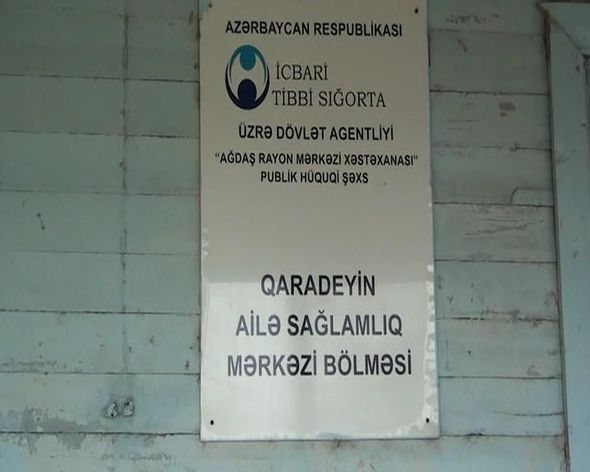 AZƏRBAYCAN RESPUBLİKASI
İCBARİ
TİBBİ SIĞORTA
ÜZRƏ DÖVLƏT AGENTLİYİ
"AĞDAŞ RAYON MƏRKƏZİ XƏSTƏXANASI"
PUBLİK HÜQUQİ ŞƏXS
QARADEYİN
AİLƏ SAĞLAMLIQ
MƏRKƏZİ BÖLMƏSİ